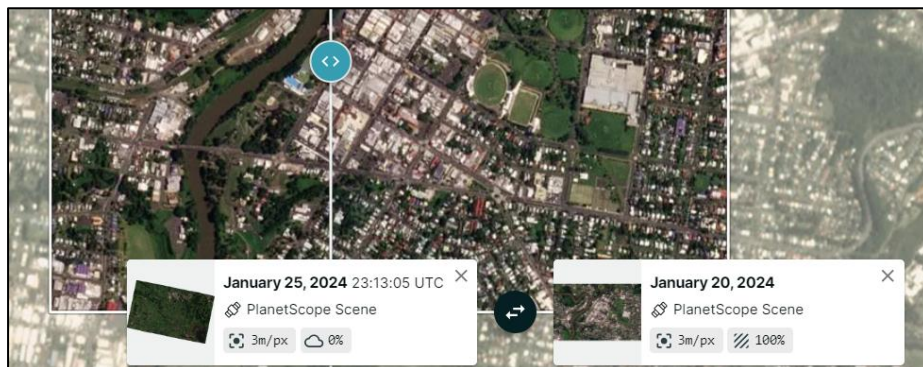 January 25, 2024 23:13:05 UTC
PlanetScope Scene
3m/px 0%
January 20, 2024
PlanetScope Scene
3m/px 100%